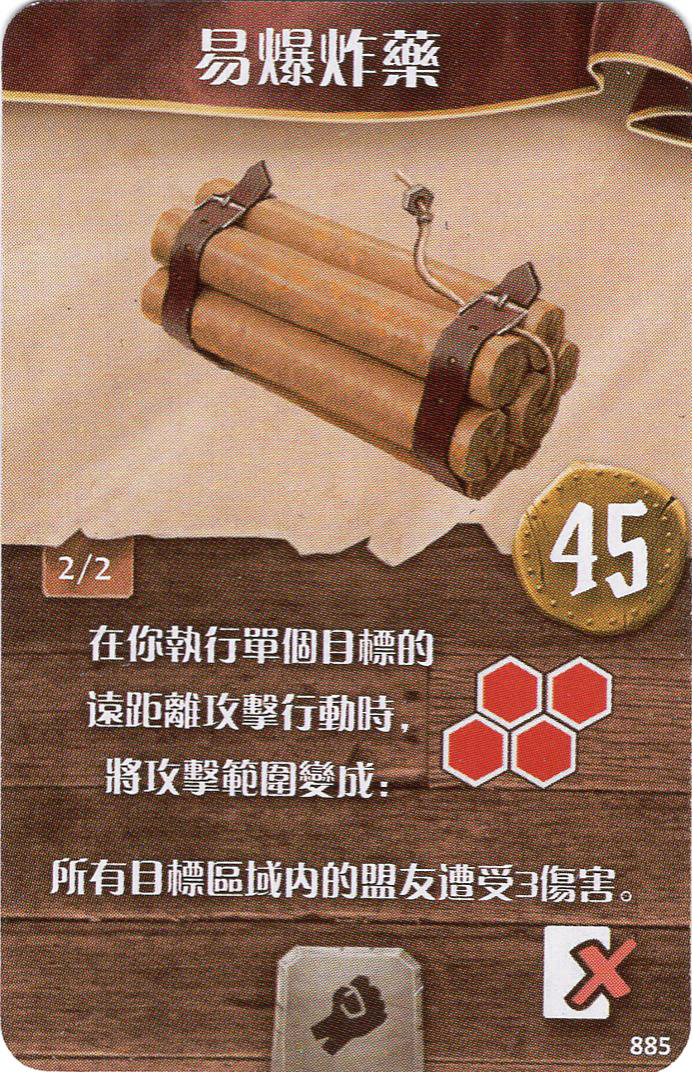 易爆炸藥
45
2/2
在你執行單個目標的
遠距離攻擊行動時，
將攻擊範圍變成：
所有目標區域內的盟友遭受3傷害。
885